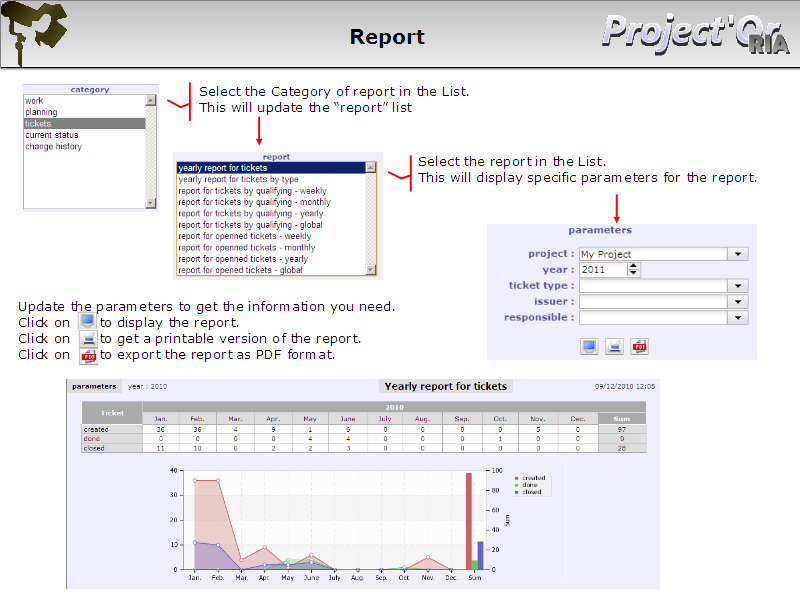 Report
Project'Or
RIA
category
work
planning
tickets
current status
change history
Select the Category of report in the List.
This will update the “report” list
report
yearly report for tickets
yearly report for tickets by type
report for tickets by qualifying - weekly
report for tickets by qualifying - monthly
report for tickets by qualifying - yearly
report for tickets by qualifying - global
report for openned tickets - weekly
report for openned tickets - monthly
report for openned tickets - yearly
report for opened tickets - global
Select the report in the List.
This will display specific parameters for the report.
parameters
project : My Project
year : 2011
ticket type :
issuer :
responsible :
PDF
Update the parameters to get the information you need.
Click on to display the report.
Click on to get a printable version of the report.
Click on PDF to export the report as PDF format.
parameters year : 2010 Yearly report for tickets 09/12/2010 12:05
Ticket 2010
Jan. Feb. Mar. Apr. May June July Aug. Sep. Oct. Nov. Dec. Sum
created 36 36 4 9 1 6 0 0 0 0 5 0 97
done 0 0 0 0 4 4 0 0 0 1 0 0 9
closed 11 10 0 2 2 3 0 0 0 0 0 0 28
40
30
20
10
0
100
80
60
40
20
0
Sum
created
done
closed
Jan. Feb. Mar. Apr. May June July Aug. Sep. Oct. Nov. Dec. Sum